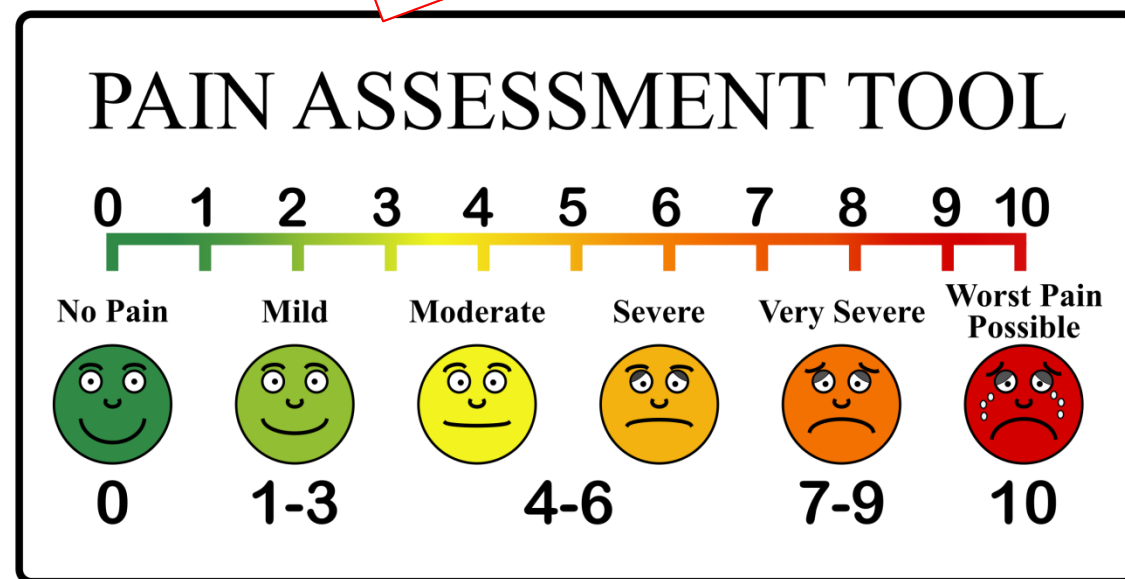 PAIN ASSESSMENT TOOL
0 1 2 3 4 5 6 7 8 9 10
No Pain Mild Moderate Severe Very Severe Worst Pain
Possible
0 1-3 4-6 7-9 10